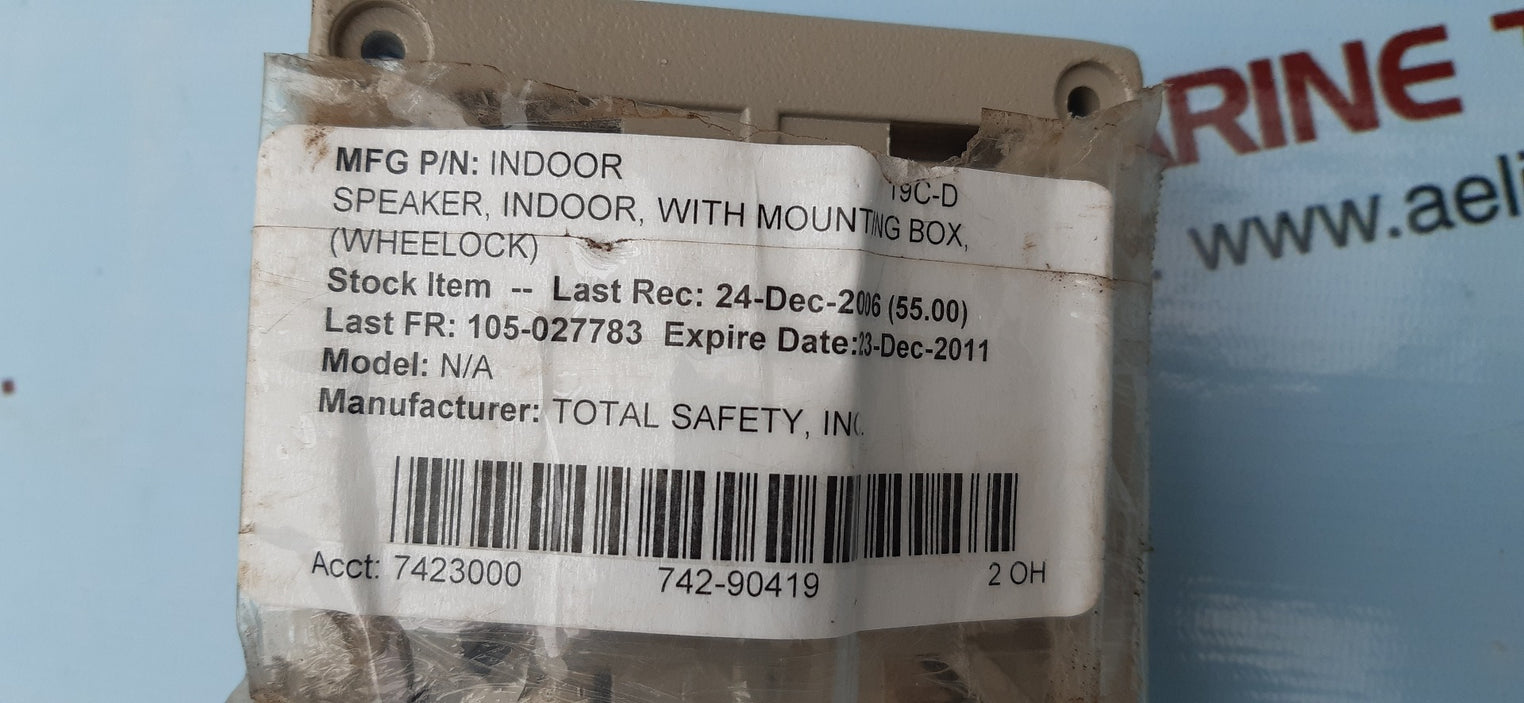 MFG P/N: INDOOR
19C-D
SPEAKER, INDOOR, WITH MOUNTING BOX,
(WHEELOCK)
Stock Item -- Last Rec: 24-Dec-2006 (55.00)
Last FR: 105-027783 Expire Date:23-Dec-2011
Model: N/A
Manufacturer: TOTAL SAFETY, INC.
Acct: 7423000 742-90419 2 OH
ARINE T
www.aeli